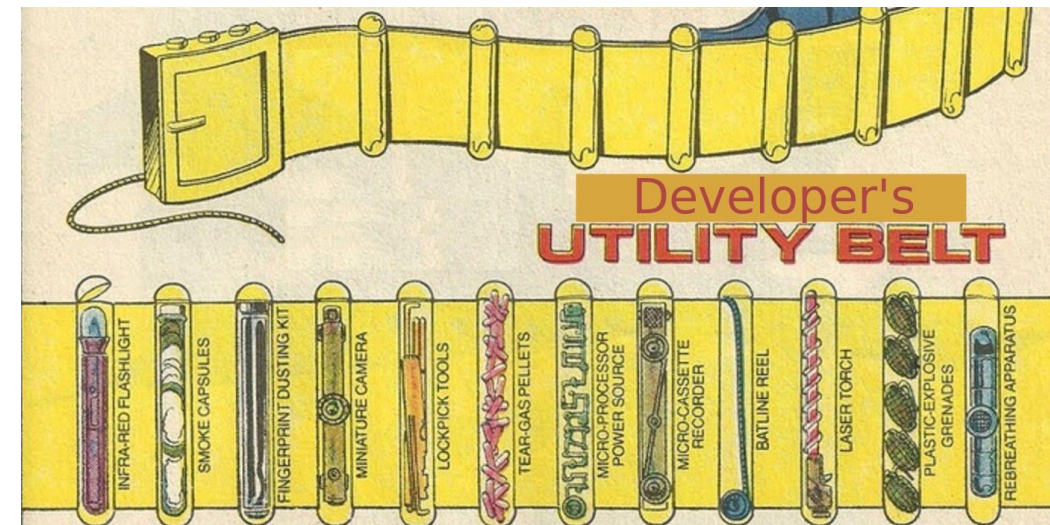 Developer's
UTILITY BELT
INFRA-RED FLASHLIGHT
SMOKE CAPSULES
FINGERPRINT DUSTING KIT
MINIATURE CAMERA
LOCKPICK TOOLS
TEAR-GAS PELLETS
MICRO-PROCESSOR
POWER SOURCE
MICRO-CASSETTE
RECORDER
BATLINE REEL
LASER TORCH
PLASTIC-EXPLOSIVE
GRENADES
REBREATHING APPARATUS